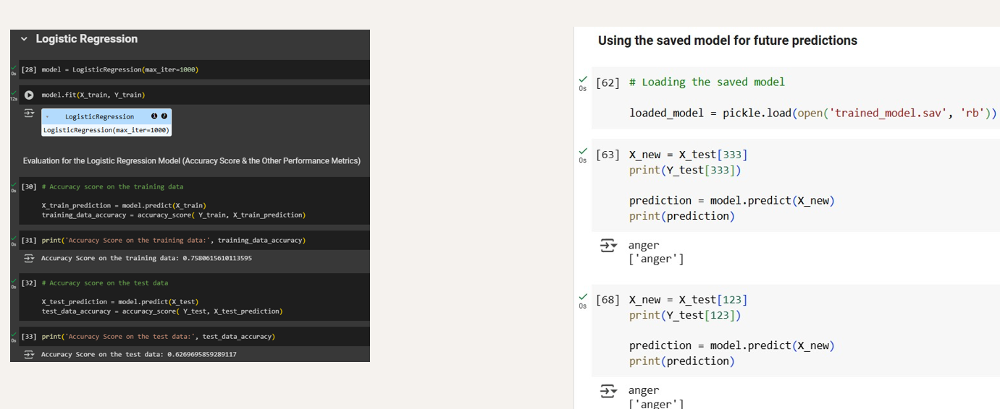 Logistic Regression
[28] model = LogisticRegression(max_iter=1000)
0s
model.fit(X_train, Y_train)
12s
LogisticRegression
LogisticRegression(max_iter=1000)
Evaluation for the Logistic Regression Model (Accuracy Score & the Other Performance Metrics)
[30] # Accuracy score on the training data
0s
X_train_prediction = model.predict(X_train)
training_data_accuracy = accuracy_score( Y_train, X_train_prediction)
[31] print('Accuracy Score on the training data:', training_data_accuracy)
0s
Accuracy Score on the training data: 0.7580615610113595
[32] # Accuracy score on the test data
0s
X_test_prediction = model.predict(X_test)
test_data_accuracy = accuracy_score( Y_test, X_test_prediction)
[33] print('Accuracy Score on the test data:', test_data_accuracy)
0s
Accuracy Score on the test data: 0.6269695859289117
Using the saved model for future predictions
[62] # Loading the saved model
0s
loaded_model = pickle.load(open('trained_model.sav', 'rb'))
[63] X_new = X_test[333]
0s
print(Y_test[333])
prediction = model.predict(X_new)
print(prediction)
anger
['anger']
[68] X_new = X_test[123]
0s
print(Y_test[123])
prediction = model.predict(X_new)
print(prediction)
anger
['anger']